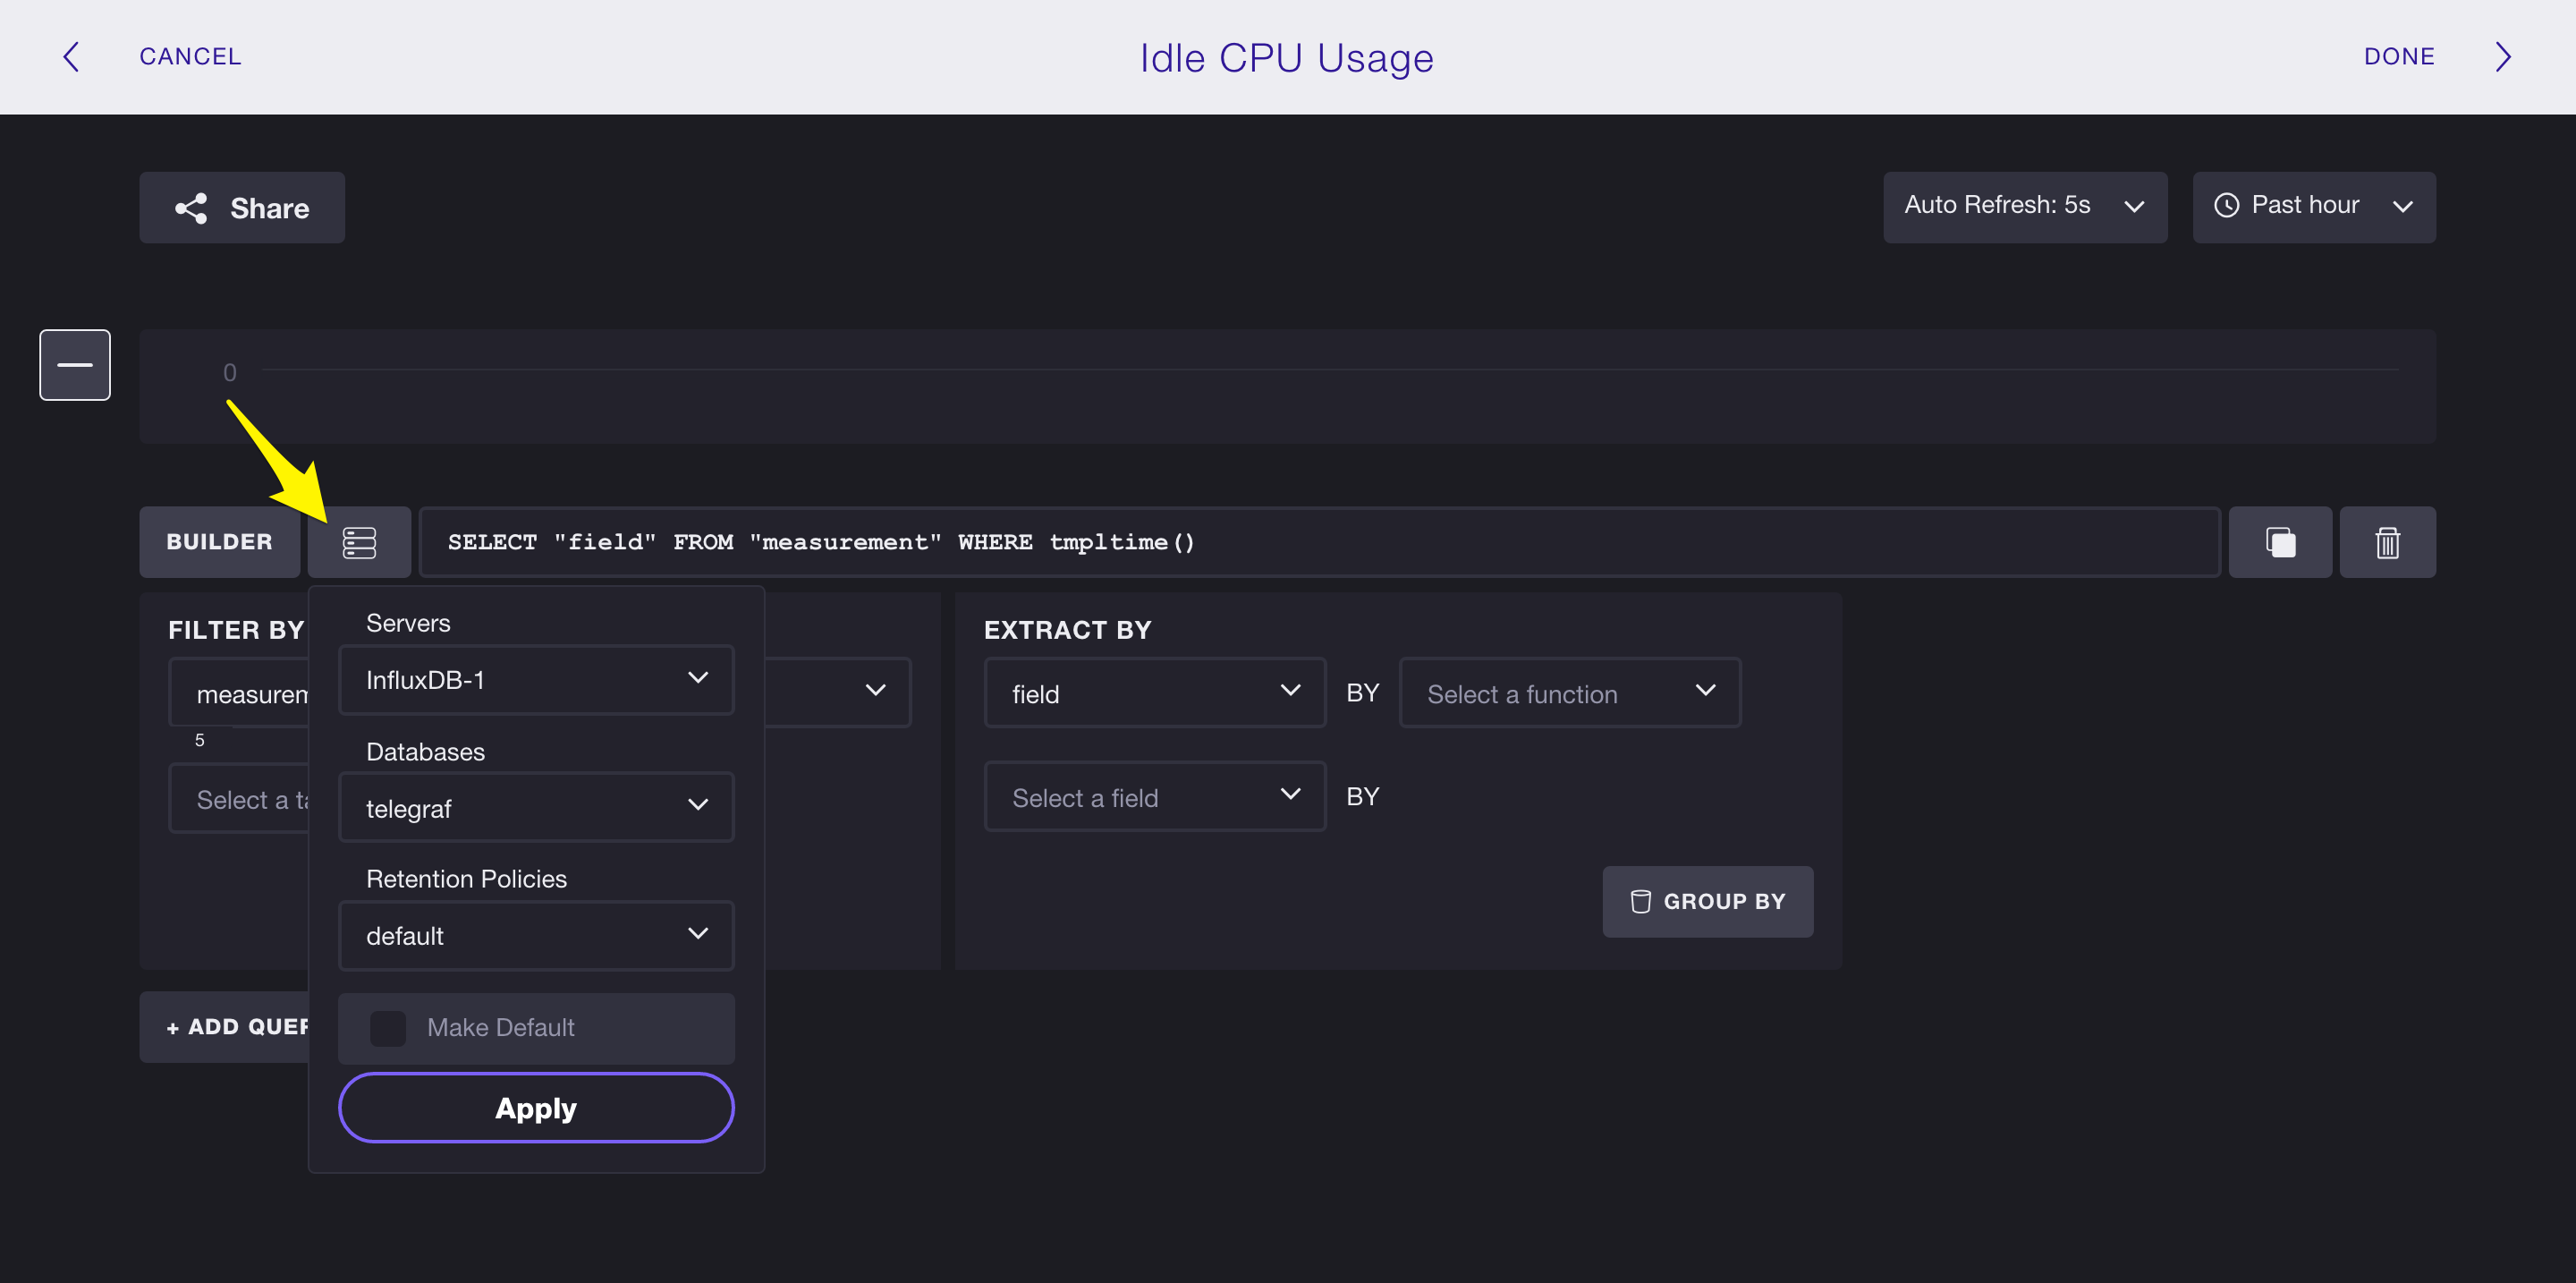 CANCEL
Idle CPU Usage
DONE
Share
Auto Refresh: 5s
Past hour
0
BUILDER
SELECT "field" FROM "measurement" WHERE tmpltime()
FILTER BY
measurem
5
Select a ta
+ ADD QUER
Servers
InfluxDB-1
Databases
telegraf
Retention Policies
default
Make Default
Apply
EXTRACT BY
field
BY
Select a function
Select a field
BY
GROUP BY